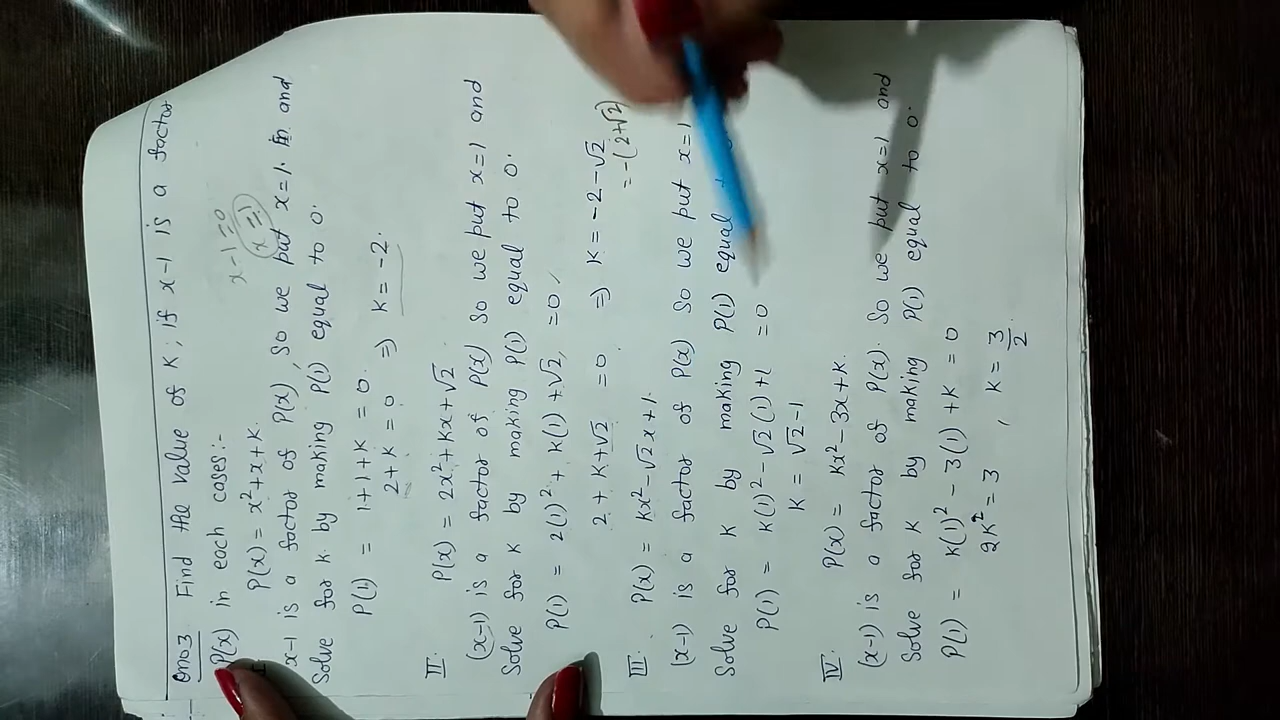 Qno3 Find the value of K, if x-1 is a factor
P(x) in each cases:-
x-1=0
x=1
P(x) = x²+x+K.
x-1 is a factor of P(x), So we put x=1. and
Solve for k by making P(1) equal to 0.
P(1) = 1+1+K = 0.
2+K = 0 => K = -2.
II. P(x) = 2x²+Kx+√2.
(x-1) is a factor of P(x) So we put x=1 and
Solve for K by making P(1) equal to 0.
P(1) = 2(1)² + K(1)+√2, =0
2 + K+√2 =0 => K = -2-√2
= -1(2+√2)
III. P(x) = Kx²-√2x+1.
(x-1) is a factor of P(x) So we put x=1
Solve for K by making P(1) equal
P(1) = K(1)²-√2(1)+1 =0
K = √2-1
IV. P(x) = Kx²-3x+K.
(x-1) is a factor of P(x). So we put x=1 and
Solve for K by making P(1) equal to 0.
P(1) = K(1)² - 3(1)+K = 0
2K² = 3 , K = 3/2.